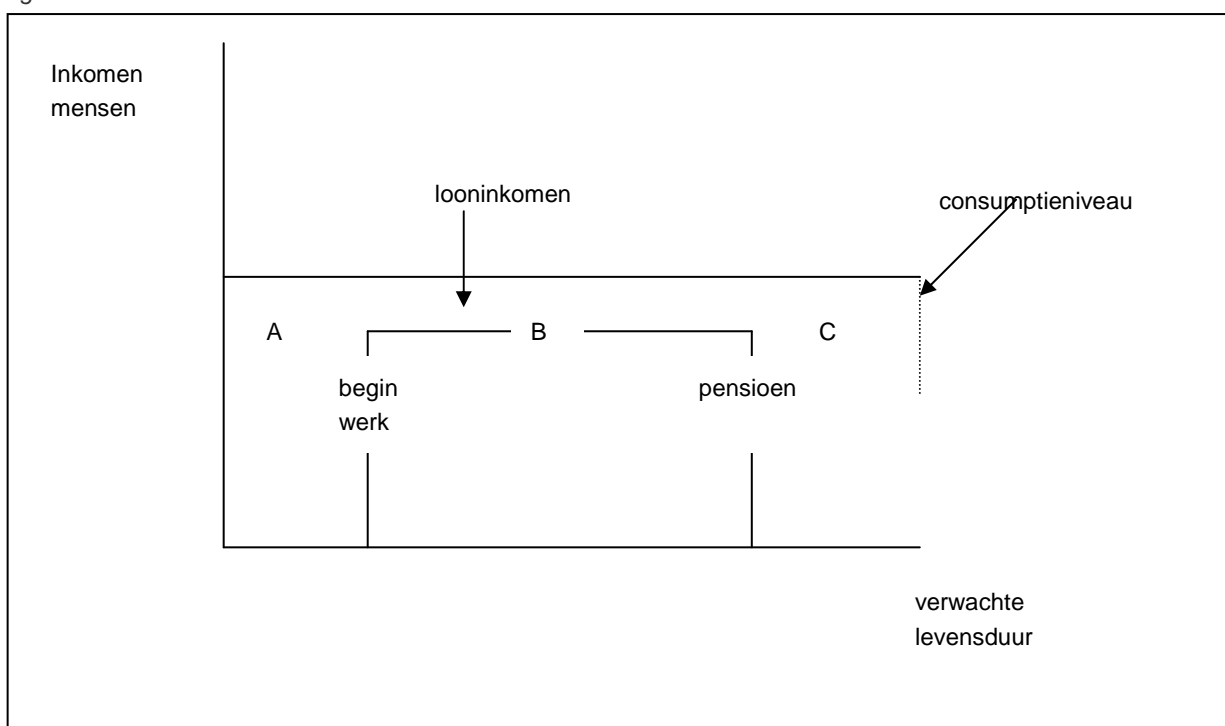 Inkomen
mensen
looninkomen
consumptieniveau
A
B
C
begin
werk
pensioen
verwachte
levensduur